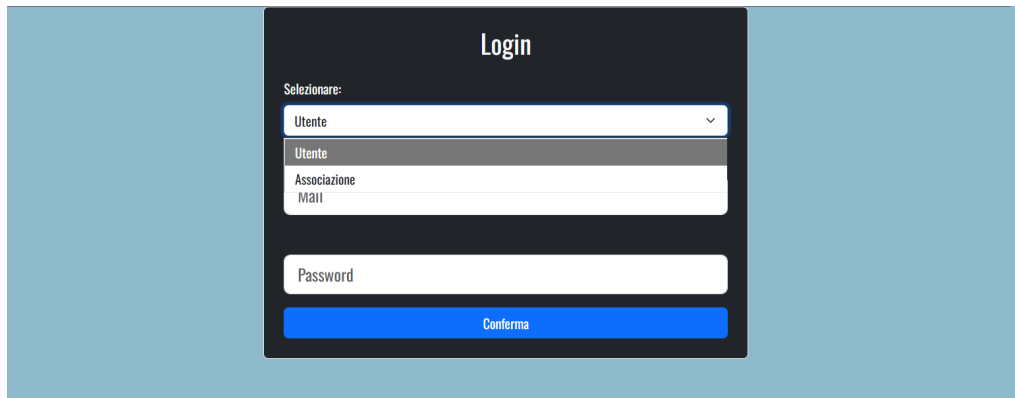 Login
Selezionare:
Utente
Utente
Associazione
Mail
Password
Conferma